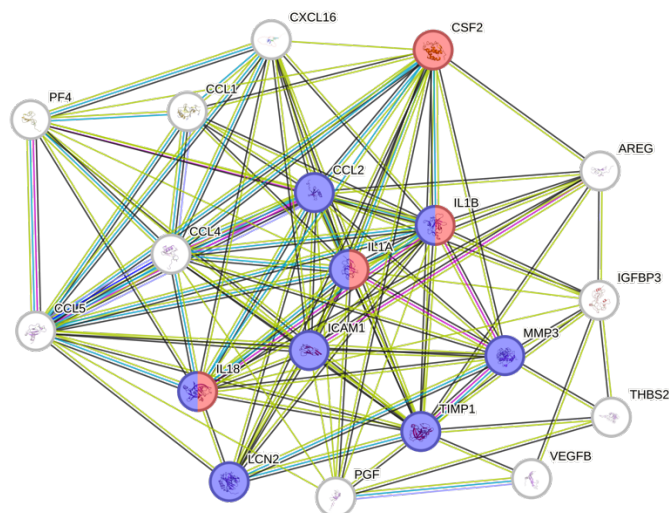 CXCL16
CSF2
PF4
CCL1
AREG
CCL2
IL1B
CCL4
IL1A
IGFBP3
CCL5
ICAM1
MMP3
IL18
TIMP1
THBS2
LCN2
PGF
VEGFB